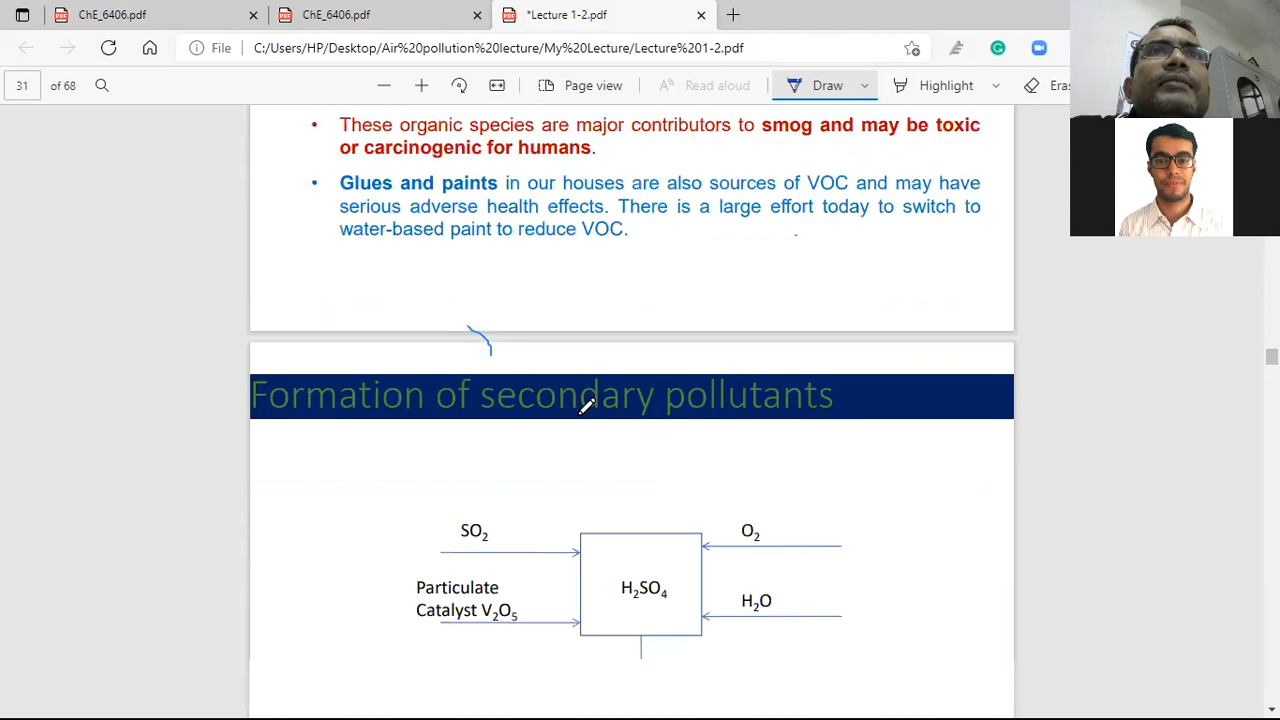 ChE_6406.pdf
ChE_6406.pdf
*Lecture 1-2.pdf
File
C:/Users/HP/Desktop/Air%20pollution%20lecture/My%20Lecture/Lecture%201-2.pdf
31 of 68
Page view
Read aloud
Draw
Highlight
Eras
• These organic species are major contributors to smog and may be toxic
or carcinogenic for humans.
• Glues and paints in our houses are also sources of VOC and may have
serious adverse health effects. There is a large effort today to switch to
water-based paint to reduce VOC.
Formation of secondary pollutants
SO₂
O₂
Particulate
Catalyst V₂O₅
H₂SO₄
H₂O